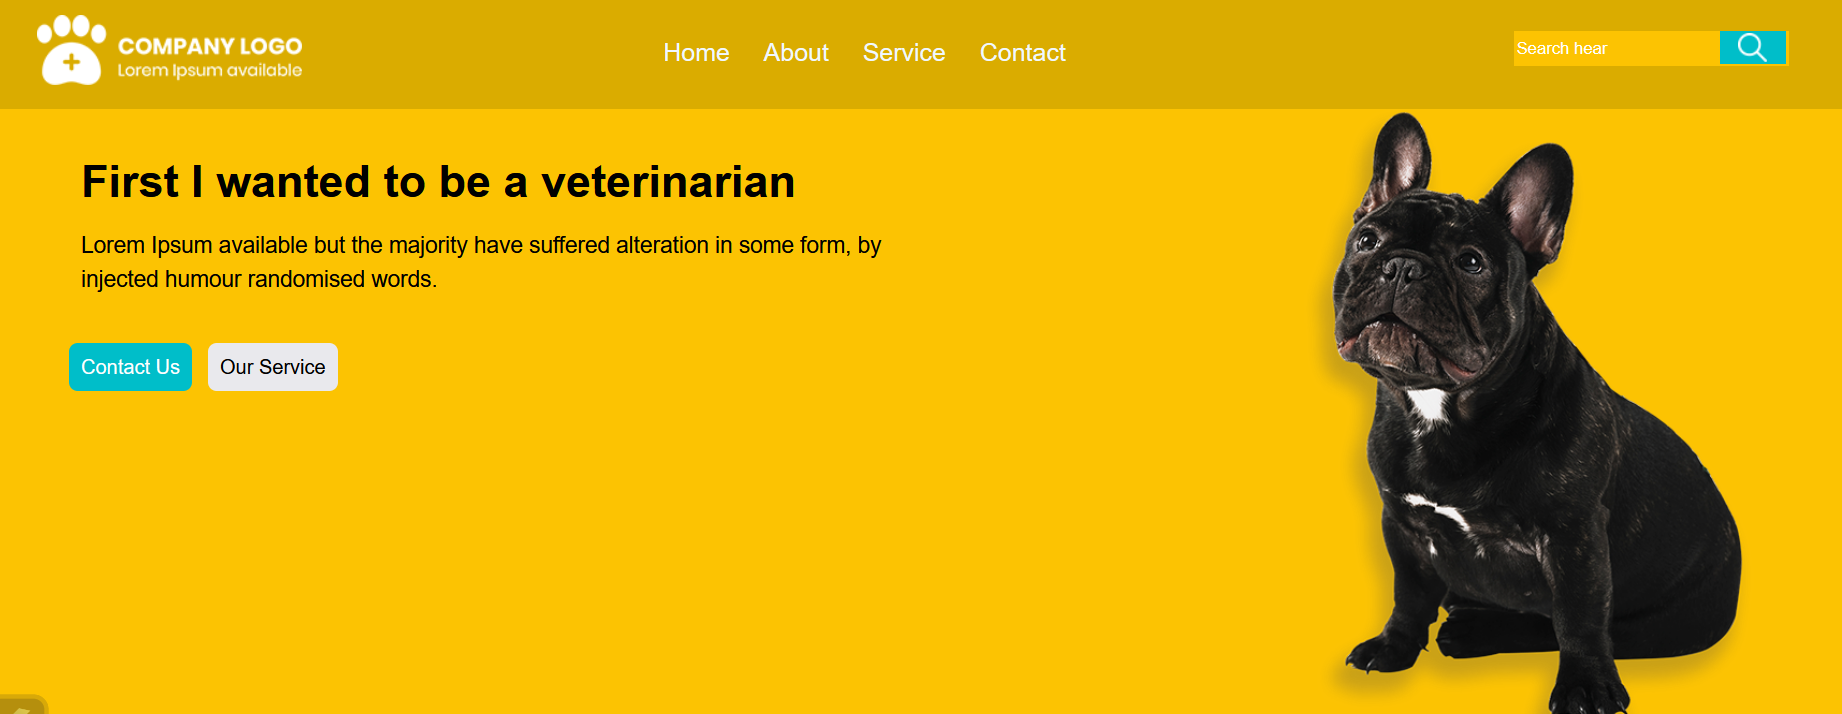 COMPANY LOGO
Lorem Ipsum available
Home About Service Contact
Search hear
First I wanted to be a veterinarian
Lorem Ipsum available but the majority have suffered alteration in some form, by
injected humour randomised words.
Contact Us Our Service